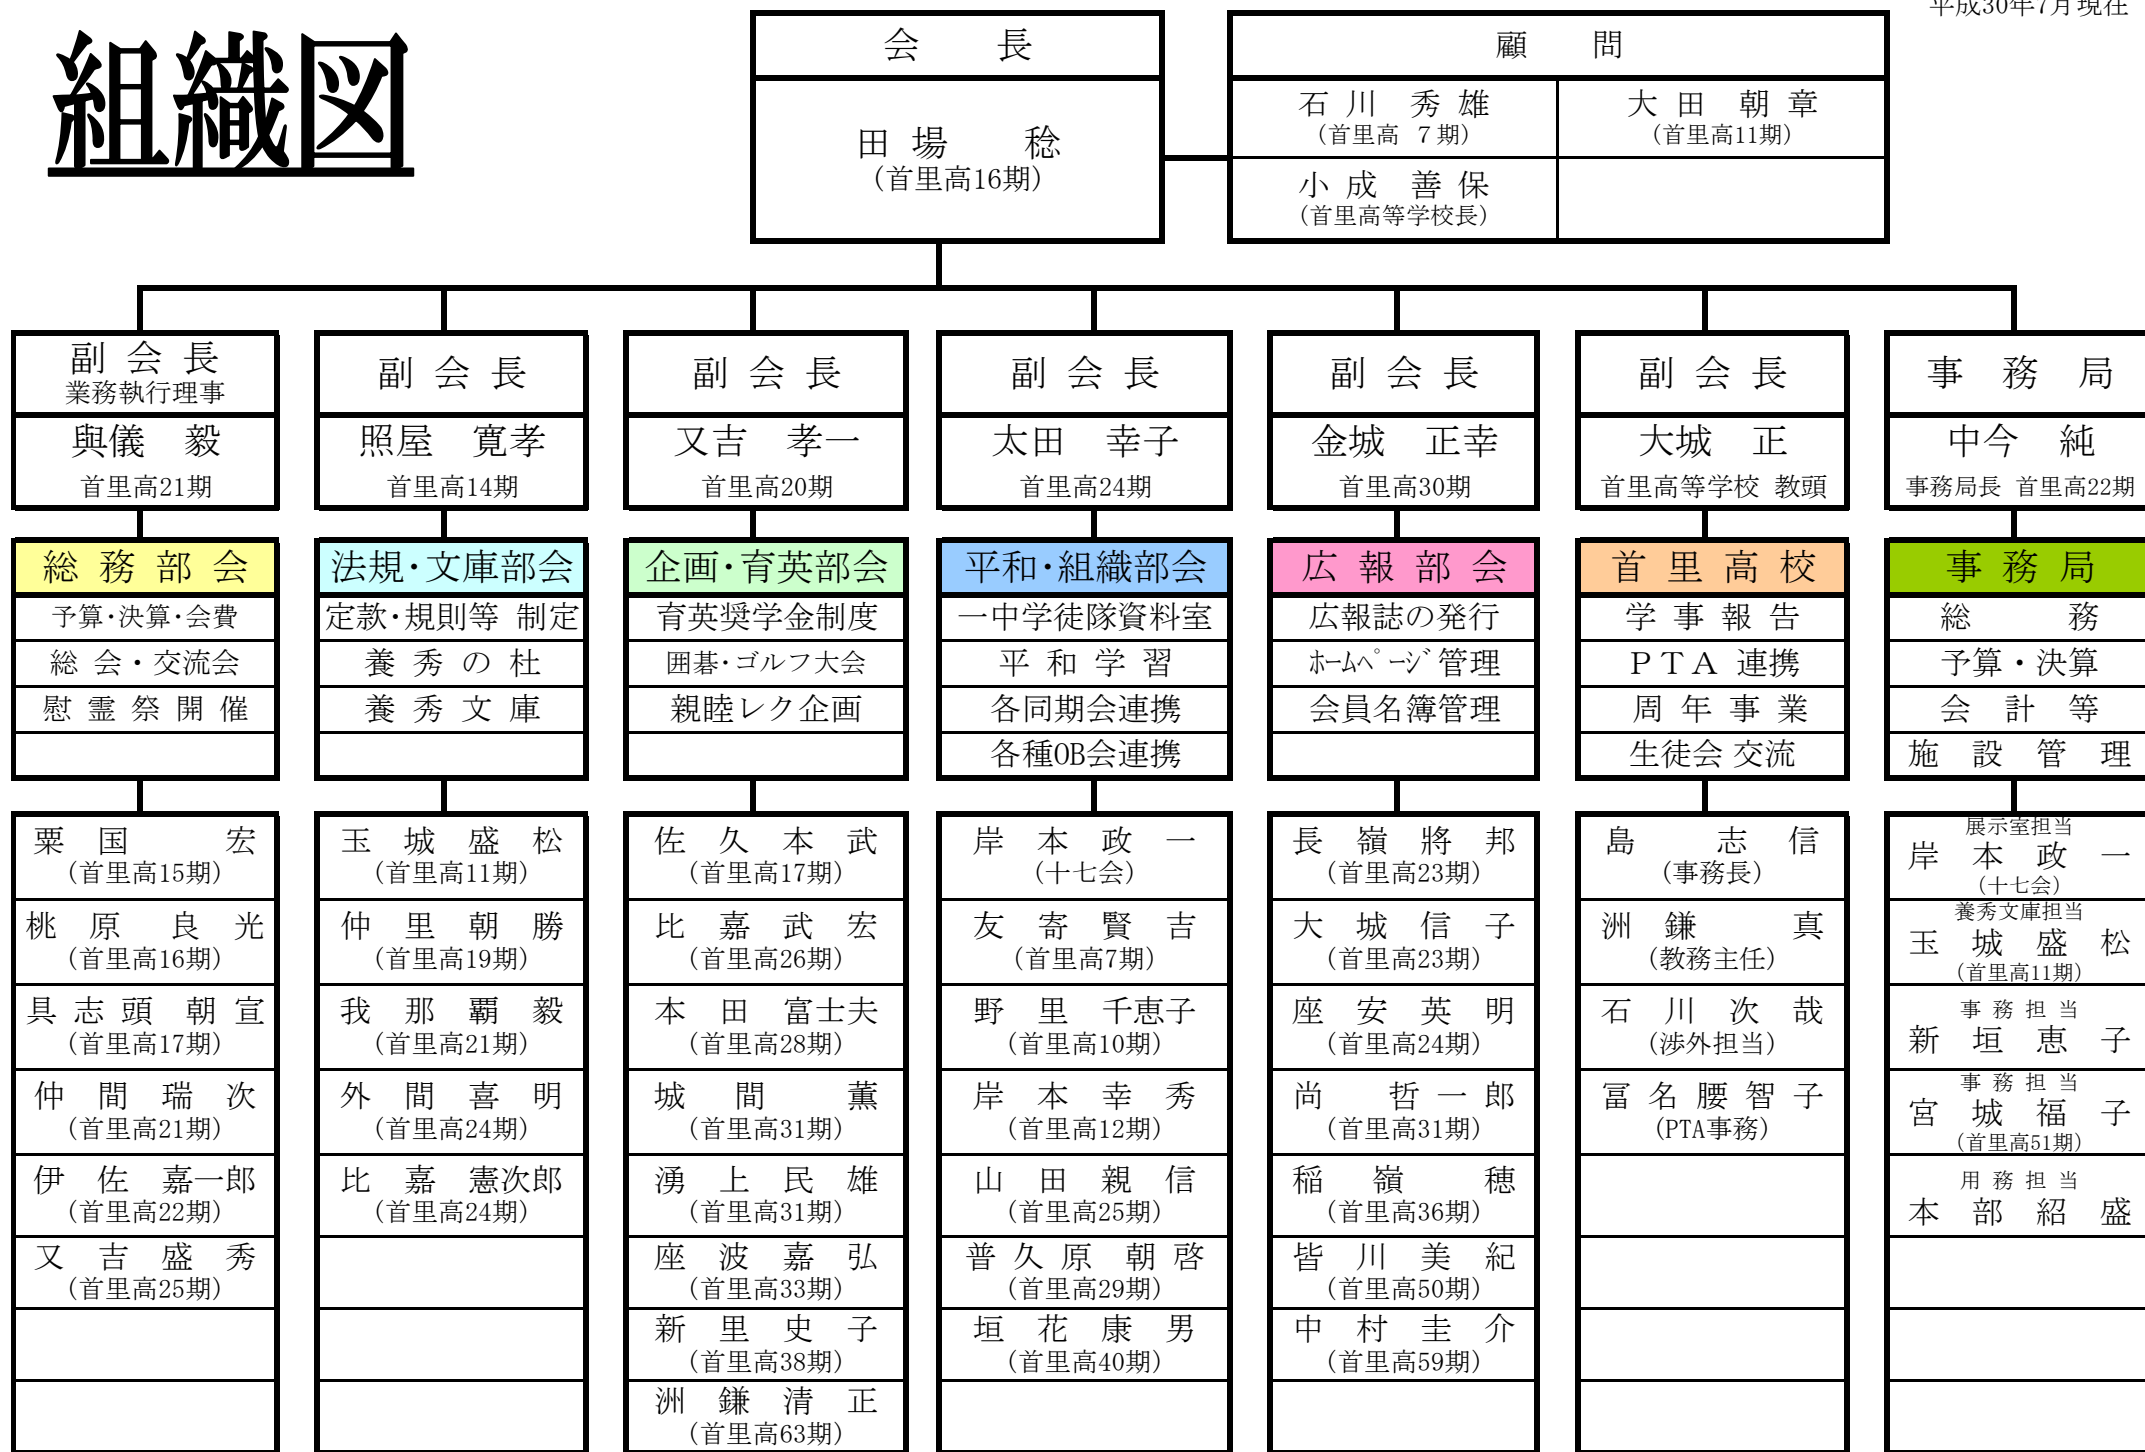 平成30年7月現在
組織図
会 長
田場 稔
(首里高16期)
顧 問
石川 秀雄
(首里高 7期)
大田 朝章
(首里高11期)
小成 善保
(首里高等学校長)
副会長
業務執行理事
與儀 毅
首里高21期
副会長
照屋 寛孝
首里高14期
副会長
又吉 孝一
首里高20期
副会長
太田 幸子
首里高24期
副会長
金城 正幸
首里高30期
副会長
大城 正
首里高等学校 教頭
事務局
中今 純
事務局長 首里高22期
総務部会
予算・決算・会費
総会・交流会
慰霊祭開催
法規・文庫部会
定款・規則等 制定
養秀の杜
養秀文庫
企画・育英部会
育英奨学金制度
囲碁・ゴルフ大会
親睦レク企画
平和・組織部会
一中学徒隊資料室
平和学習
各同期会連携
各種OB会連携
広報部会
広報誌の発行
ホームページ管理
会員名簿管理
首里高校
学事報告
PTA 連携
周年事業
生徒会 交流
事務局
総務
予算・決算
会計等
施設管理
粟国 宏
(首里高15期)
桃原 良光
(首里高16期)
具志頭 朝宣
(首里高17期)
仲間瑞次
(首里高21期)
伊佐 嘉一郎
(首里高22期)
又吉盛秀
(首里高25期)
玉城盛松
(首里高11期)
仲里朝勝
(首里高19期)
我那覇毅
(首里高21期)
外間喜明
(首里高24期)
比嘉 憲次郎
(首里高24期)
佐久本武
(首里高17期)
比嘉武宏
(首里高26期)
本田 富士夫
(首里高28期)
城間 薫
(首里高31期)
湧上民雄
(首里高31期)
座波嘉弘
(首里高33期)
新里史子
(首里高38期)
洲鎌清正
(首里高63期)
岸本政一
(十七会)
友寄賢吉
(首里高7期)
野里 千恵子
(首里高10期)
岸本幸秀
(首里高12期)
山田親信
(首里高25期)
普久原 朝啓
(首里高29期)
垣花康男
(首里高40期)
長嶺將邦
(首里高23期)
大城信子
(首里高23期)
座安英明
(首里高24期)
尚 哲一郎
(首里高31期)
稲嶺 穂
(首里高36期)
皆川美紀
(首里高50期)
中村圭介
(首里高59期)
島 志信
(事務長)
洲鎌 真
(教務主任)
石川次哉
(渉外担当)
冨名腰智子
(PTA事務)
展示室担当
岸本政一
(十七会)
養秀文庫担当
玉城盛松
(首里高11期)
事務担当
新垣恵子
事務担当
宮城福子
(首里高51期)
用務担当
本部紹盛